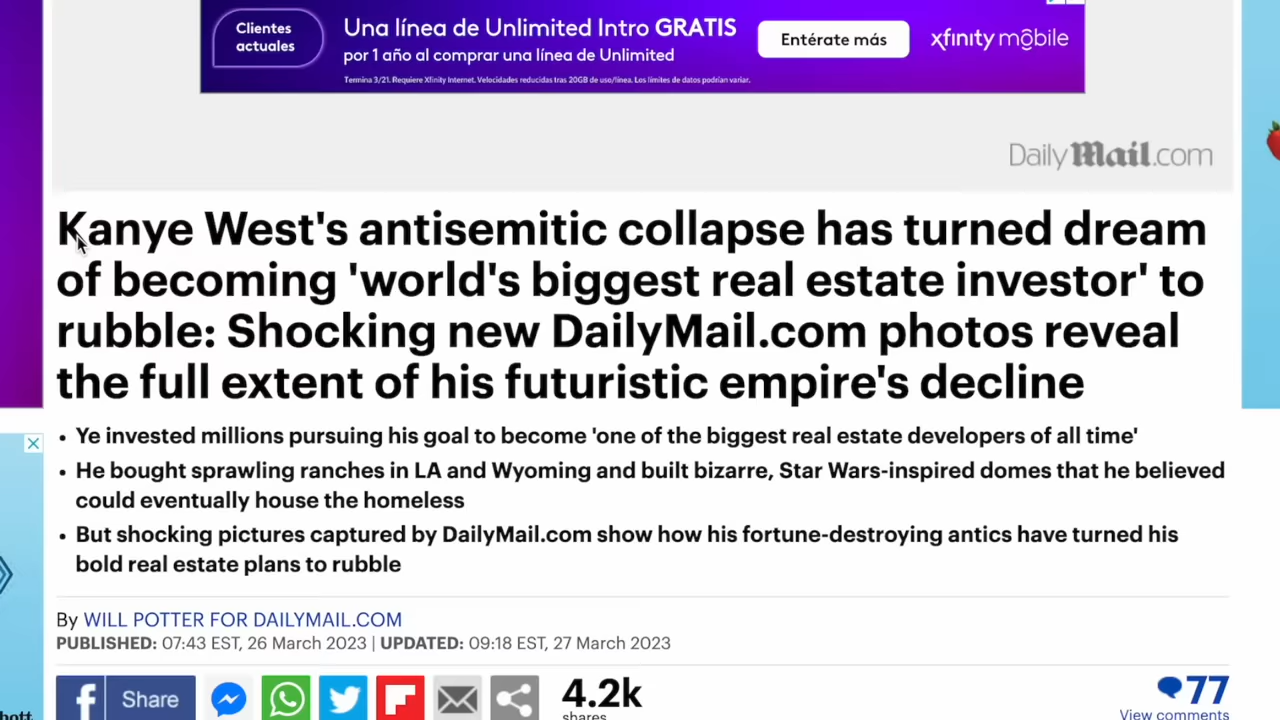 Clientes
actuales
Una línea de Unlimited Intro GRATIS
por 1 año al comprar una línea de Unlimited
Termina 3/21. Requiere Xfinity Internet. Velocidades reducidas tras 20GB de uso/línea. Los límites de datos podrían variar.
Entérate más
xfinity mobile
DailyMail.com
Kanye West's antisemitic collapse has turned dream
of becoming 'world's biggest real estate investor' to
rubble: Shocking new DailyMail.com photos reveal
the full extent of his futuristic empire's decline
• Ye invested millions pursuing his goal to become 'one of the biggest real estate developers of all time'
• He bought sprawling ranches in LA and Wyoming and built bizarre, Star Wars-inspired domes that he believed
could eventually house the homeless
• But shocking pictures captured by DailyMail.com show how his fortune-destroying antics have turned his
bold real estate plans to rubble
By WILL POTTER FOR DAILYMAIL.COM
PUBLISHED: 07:43 EST, 26 March 2023 | UPDATED: 09:18 EST, 27 March 2023
Share
4.2k
shares
77
View comments